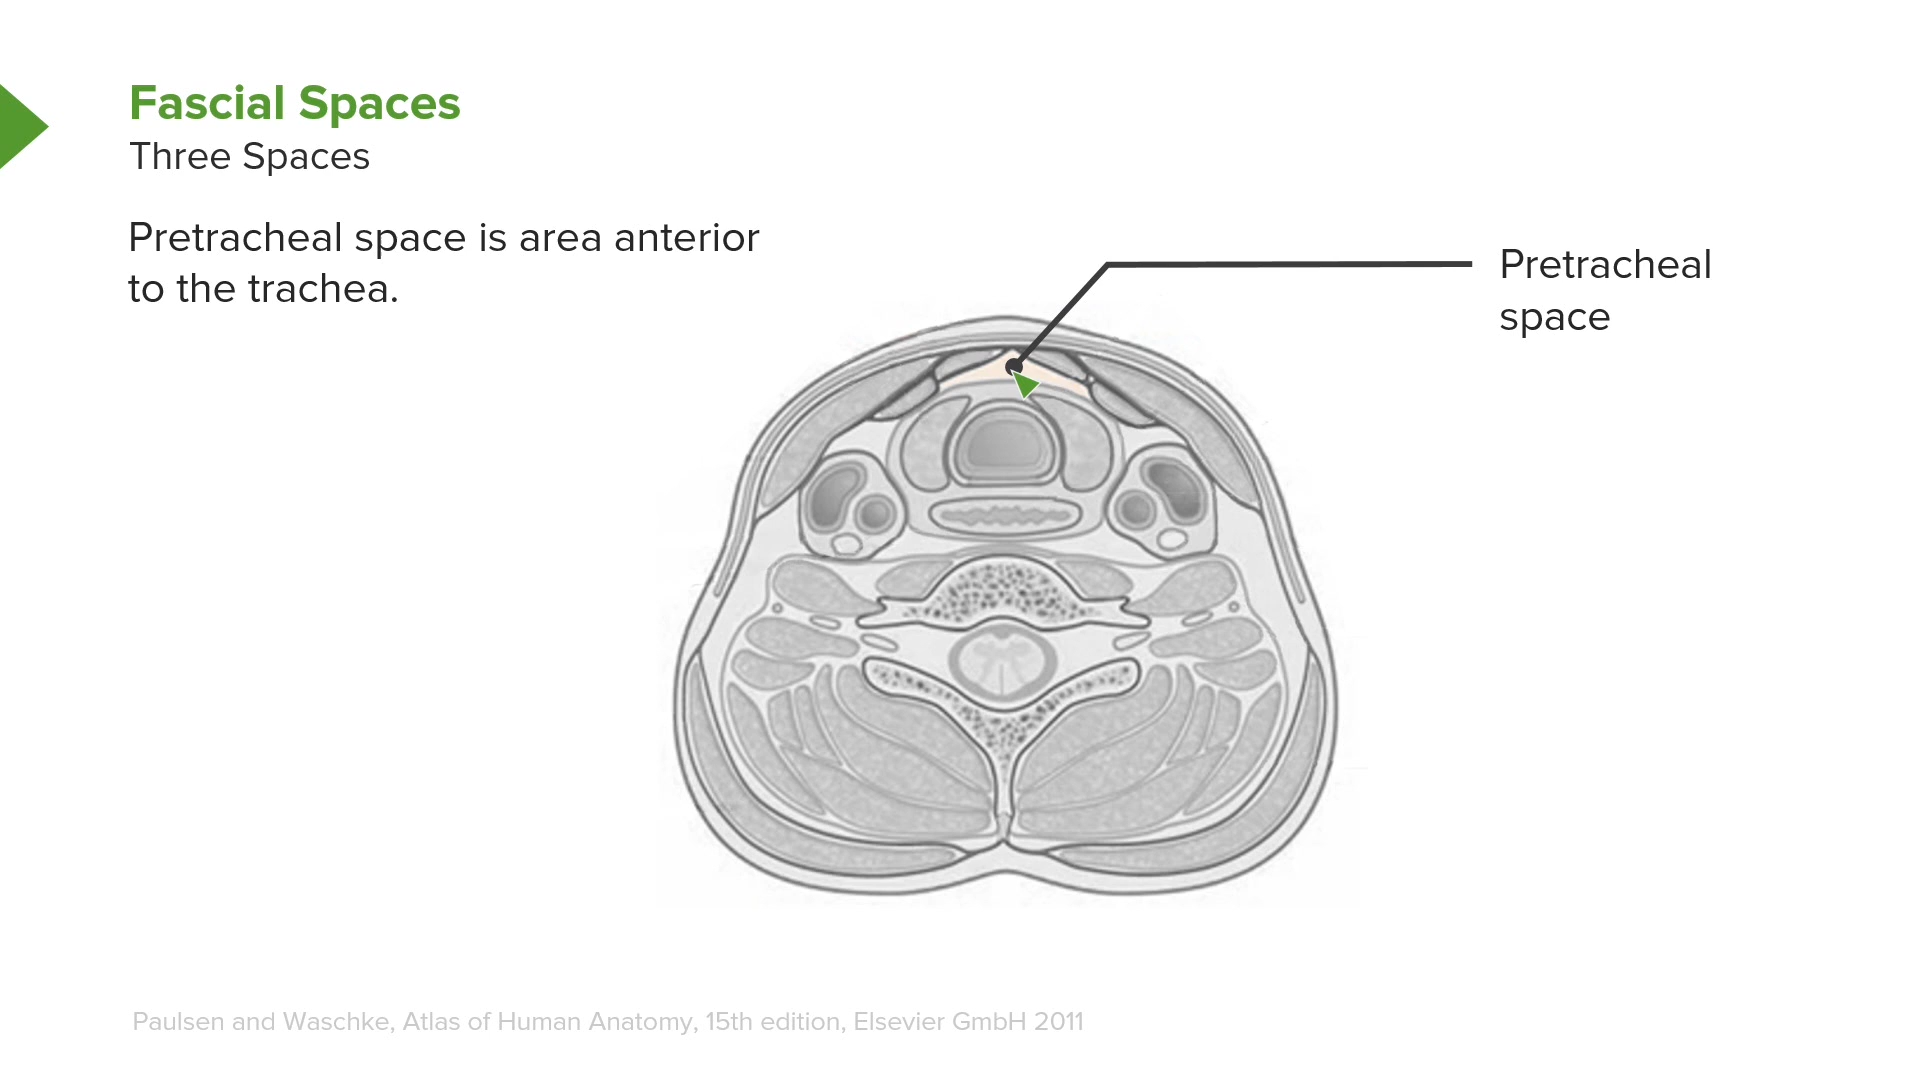 Fascial Spaces
Three Spaces
Pretracheal space is area anterior
to the trachea.
Pretracheal
space
Paulsen and Waschke, Atlas of Human Anatomy, 15th edition, Elsevier GmbH 2011